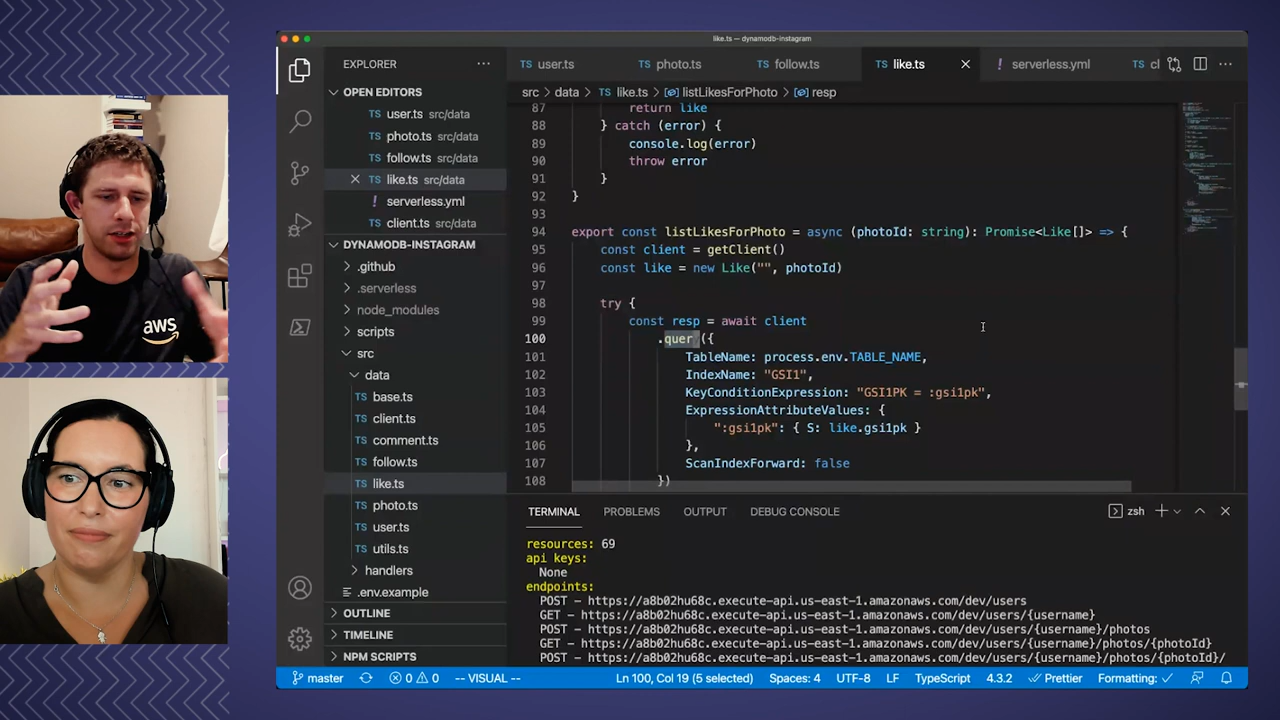 like.ts — dynamodb-instagram
EXPLORER
TS user.ts
TS photo.ts
TS follow.ts
TS like.ts
! serverless.yml
TS cl
OPEN EDITORS
TS user.ts src/data
TS photo.ts src/data
TS follow.ts src/data
TS like.ts src/data
! serverless.yml
TS client.ts src/data
DYNAMODB-INSTAGRAM
.github
.serverless
node_modules
scripts
src
data
TS base.ts
TS client.ts
TS comment.ts
TS follow.ts
TS like.ts
TS photo.ts
TS user.ts
TS utils.ts
handlers
.env.example
OUTLINE
TIMELINE
NPM SCRIPTS
src > data > TS like.ts > listLikesForPhoto > resp
87 return like
88 } catch (error) {
89 console.log(error)
90 throw error
91 }
92 }
93
94 export const listLikesForPhoto = async (photoId: string): Promise<Like[]> => {
95 const client = getClient()
96 const like = new Like("", photoId)
97
98 try {
99 const resp = await client
100 .query({
101 TableName: process.env.TABLE_NAME,
102 IndexName: "GSI1",
103 KeyConditionExpression: "GSI1PK = :gsi1pk",
104 ExpressionAttributeValues: {
105 ":gsi1pk": { S: like.gsi1pk }
106 },
107 ScanIndexForward: false
108 })
TERMINAL PROBLEMS OUTPUT DEBUG CONSOLE
zsh
resources: 69
api keys:
None
endpoints:
POST - https://a8b02hu68c.execute-api.us-east-1.amazonaws.com/dev/users
GET - https://a8b02hu68c.execute-api.us-east-1.amazonaws.com/dev/users/{username}
POST - https://a8b02hu68c.execute-api.us-east-1.amazonaws.com/dev/users/{username}/photos
GET - https://a8b02hu68c.execute-api.us-east-1.amazonaws.com/dev/users/{username}/photos/{photoId}
POST - https://a8b02hu68c.execute-api.us-east-1.amazonaws.com/dev/users/{username}/photos/{photoId}/
master 0 0 -- VISUAL -- Ln 100, Col 19 (5 selected) Spaces: 4 UTF-8 LF TypeScript 4.3.2 Prettier Formatting: ✓
aws